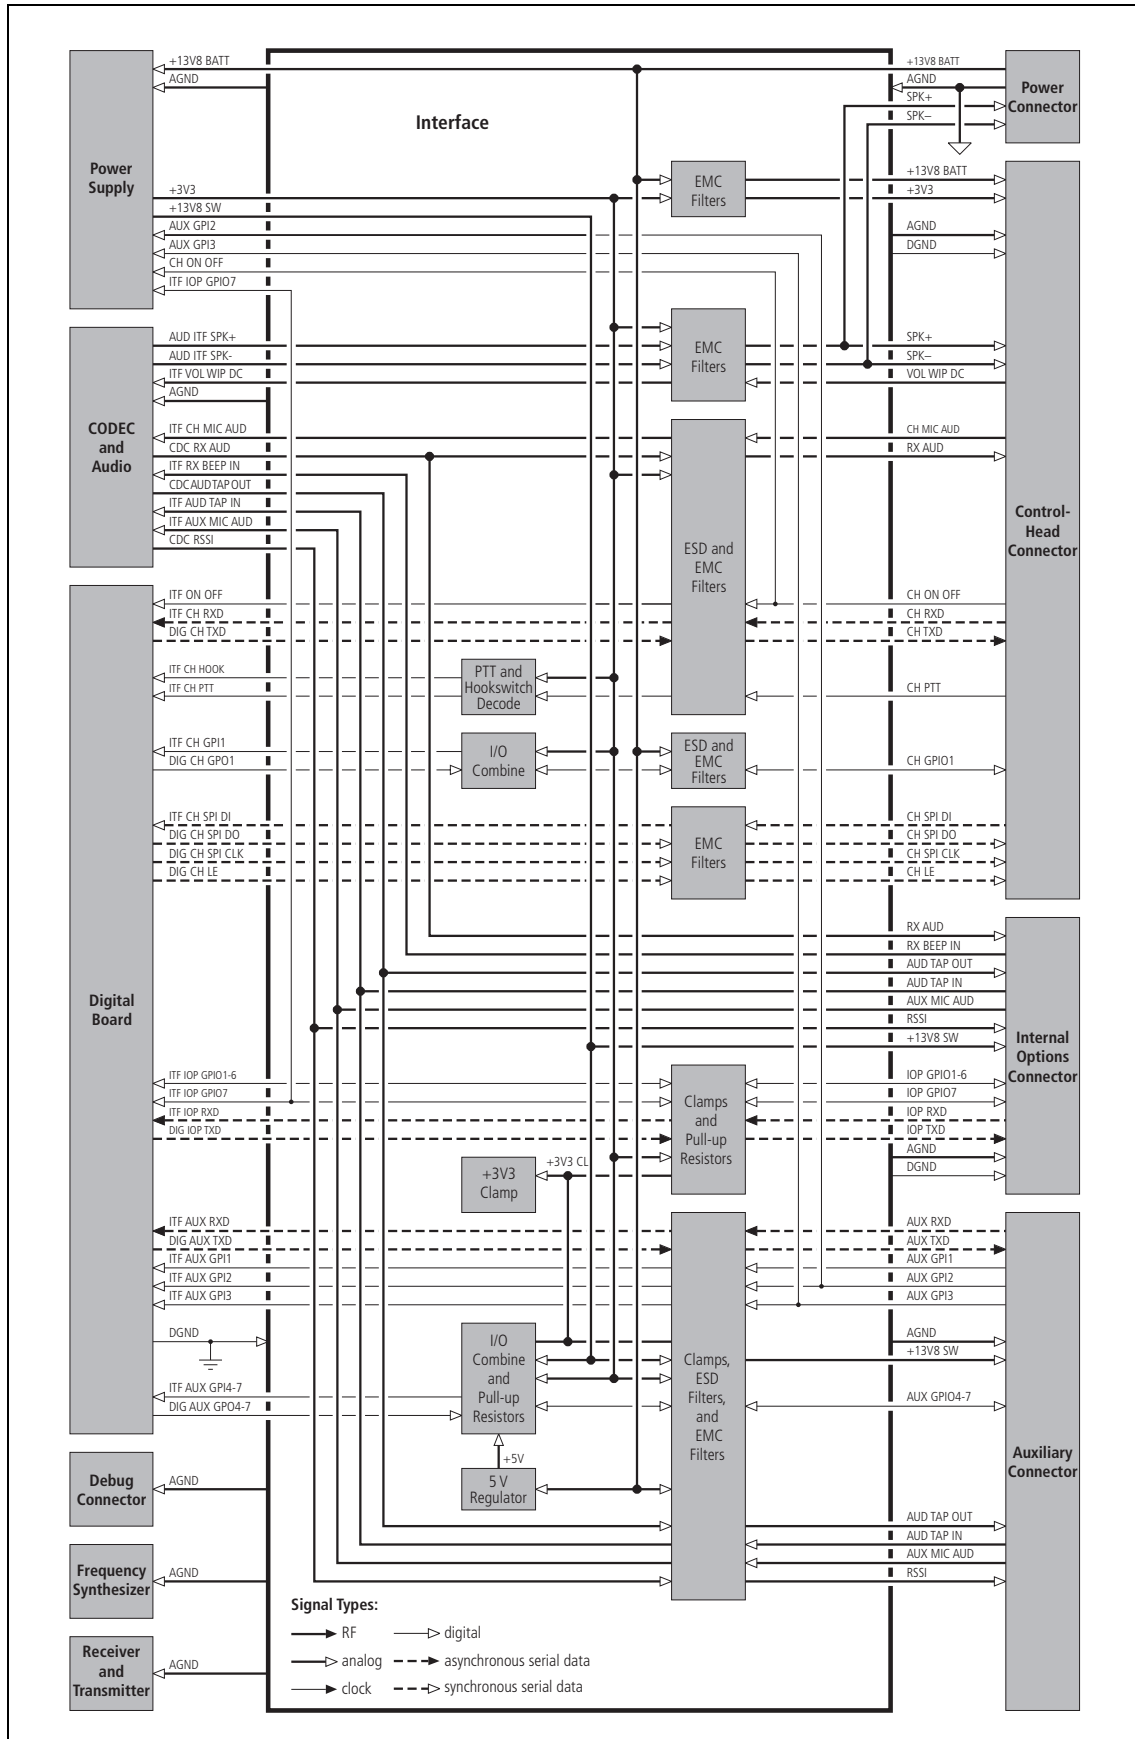 +13V8 BATT
AGND
Power
Supply
+3V3
+13V8 SW
AUX GPI2
AUX GPI3
CH ON OFF
ITF IOP GPIO7
AUD ITF SPK+
AUD ITF SPK-
ITF VOL WIP DC
AGND
CODEC
and
Audio
ITF CH MIC AUD
CDC RX AUD
ITF RX BEEP IN
CDCAUDTAPOUT
ITF AUD TAP IN
ITF AUX MIC AUD
CDC RSSI
ITF ON OFF
ITF CH RXD
DIG CH TXD
ITF CH HOOK
ITF CH PTT
ITF CH GPI1
DIG CH GPO1
ITF CH SPI DI
DIG CH SPI DO
DIG CH SPI CLK
DIG CH LE
Digital
Board
ITF IOP GPIO1-6
ITF IOP GPIO7
ITF IOP RXD
DIG IOP TXD
ITF AUX RXD
DIG AUX TXD
ITF AUX GPI1
ITF AUX GPI2
ITF AUX GPI3
DGND
ITF AUX GPI4-7
DIG AUX GPO4-7
Debug
Connector
AGND
Frequency
Synthesizer
AGND
Receiver
and
Transmitter
AGND
Interface
EMC
Filters
EMC
Filters
ESD and
EMC
Filters
PTT and
Hookswitch
Decode
I/O
Combine
ESD and
EMC
Filters
EMC
Filters
Clamps
and
Pull-up
Resistors
+3V3 CL
+3V3
Clamp
I/O
Combine
and
Pull-up
Resistors
Clamps,
ESD
Filters,
and
EMC
Filters
+5V
5 V
Regulator
Signal Types:
RF
digital
analog
asynchronous serial data
clock
synchronous serial data
+13V8 BATT
AGND
SPK+
SPK–
Power
Connector
+13V8 BATT
+3V3
AGND
DGND
SPK+
SPK–
VOL WIP DC
CH MIC AUD
RX AUD
Control-
Head
Connector
CH ON OFF
CH RXD
CH TXD
CH PTT
CH GPIO1
CH SPI DI
CH SPI DO
CH SPI CLK
CH LE
RX AUD
RX BEEP IN
AUD TAP OUT
AUD TAP IN
AUX MIC AUD
RSSI
+13V8 SW
Internal
Options
Connector
IOP GPIO1-6
IOP GPIO7
IOP RXD
IOP TXD
AGND
DGND
AUX RXD
AUX TXD
AUX GPI1
AUX GPI2
AUX GPI3
AGND
+13V8 SW
AUX GPIO4-7
Auxiliary
Connector
AUD TAP OUT
AUD TAP IN
AUX MIC AUD
RSSI